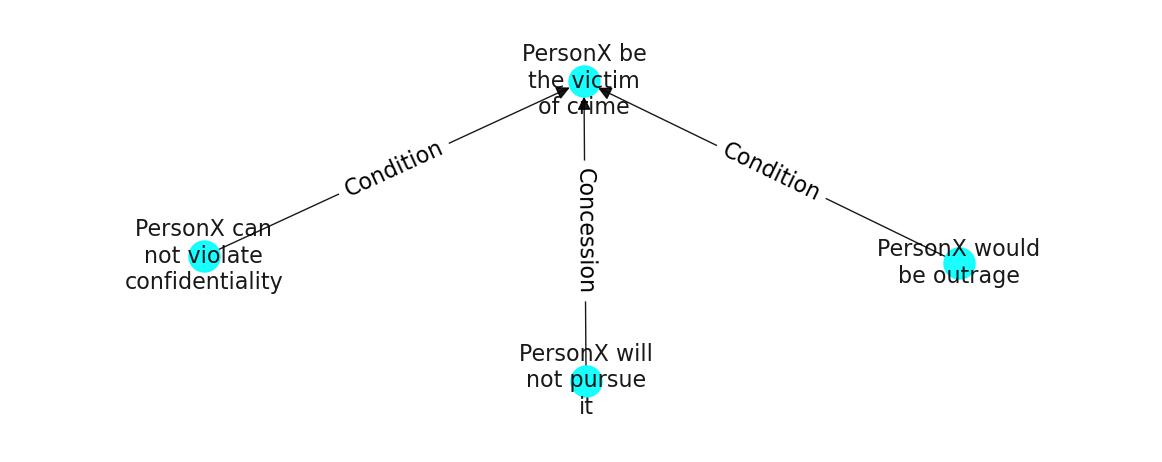 PersonX be
the victim
of crime
Condition
Condition
Concession
PersonX can
not violate
confidentiality
PersonX would
be outrage
PersonX will
not pursue
it